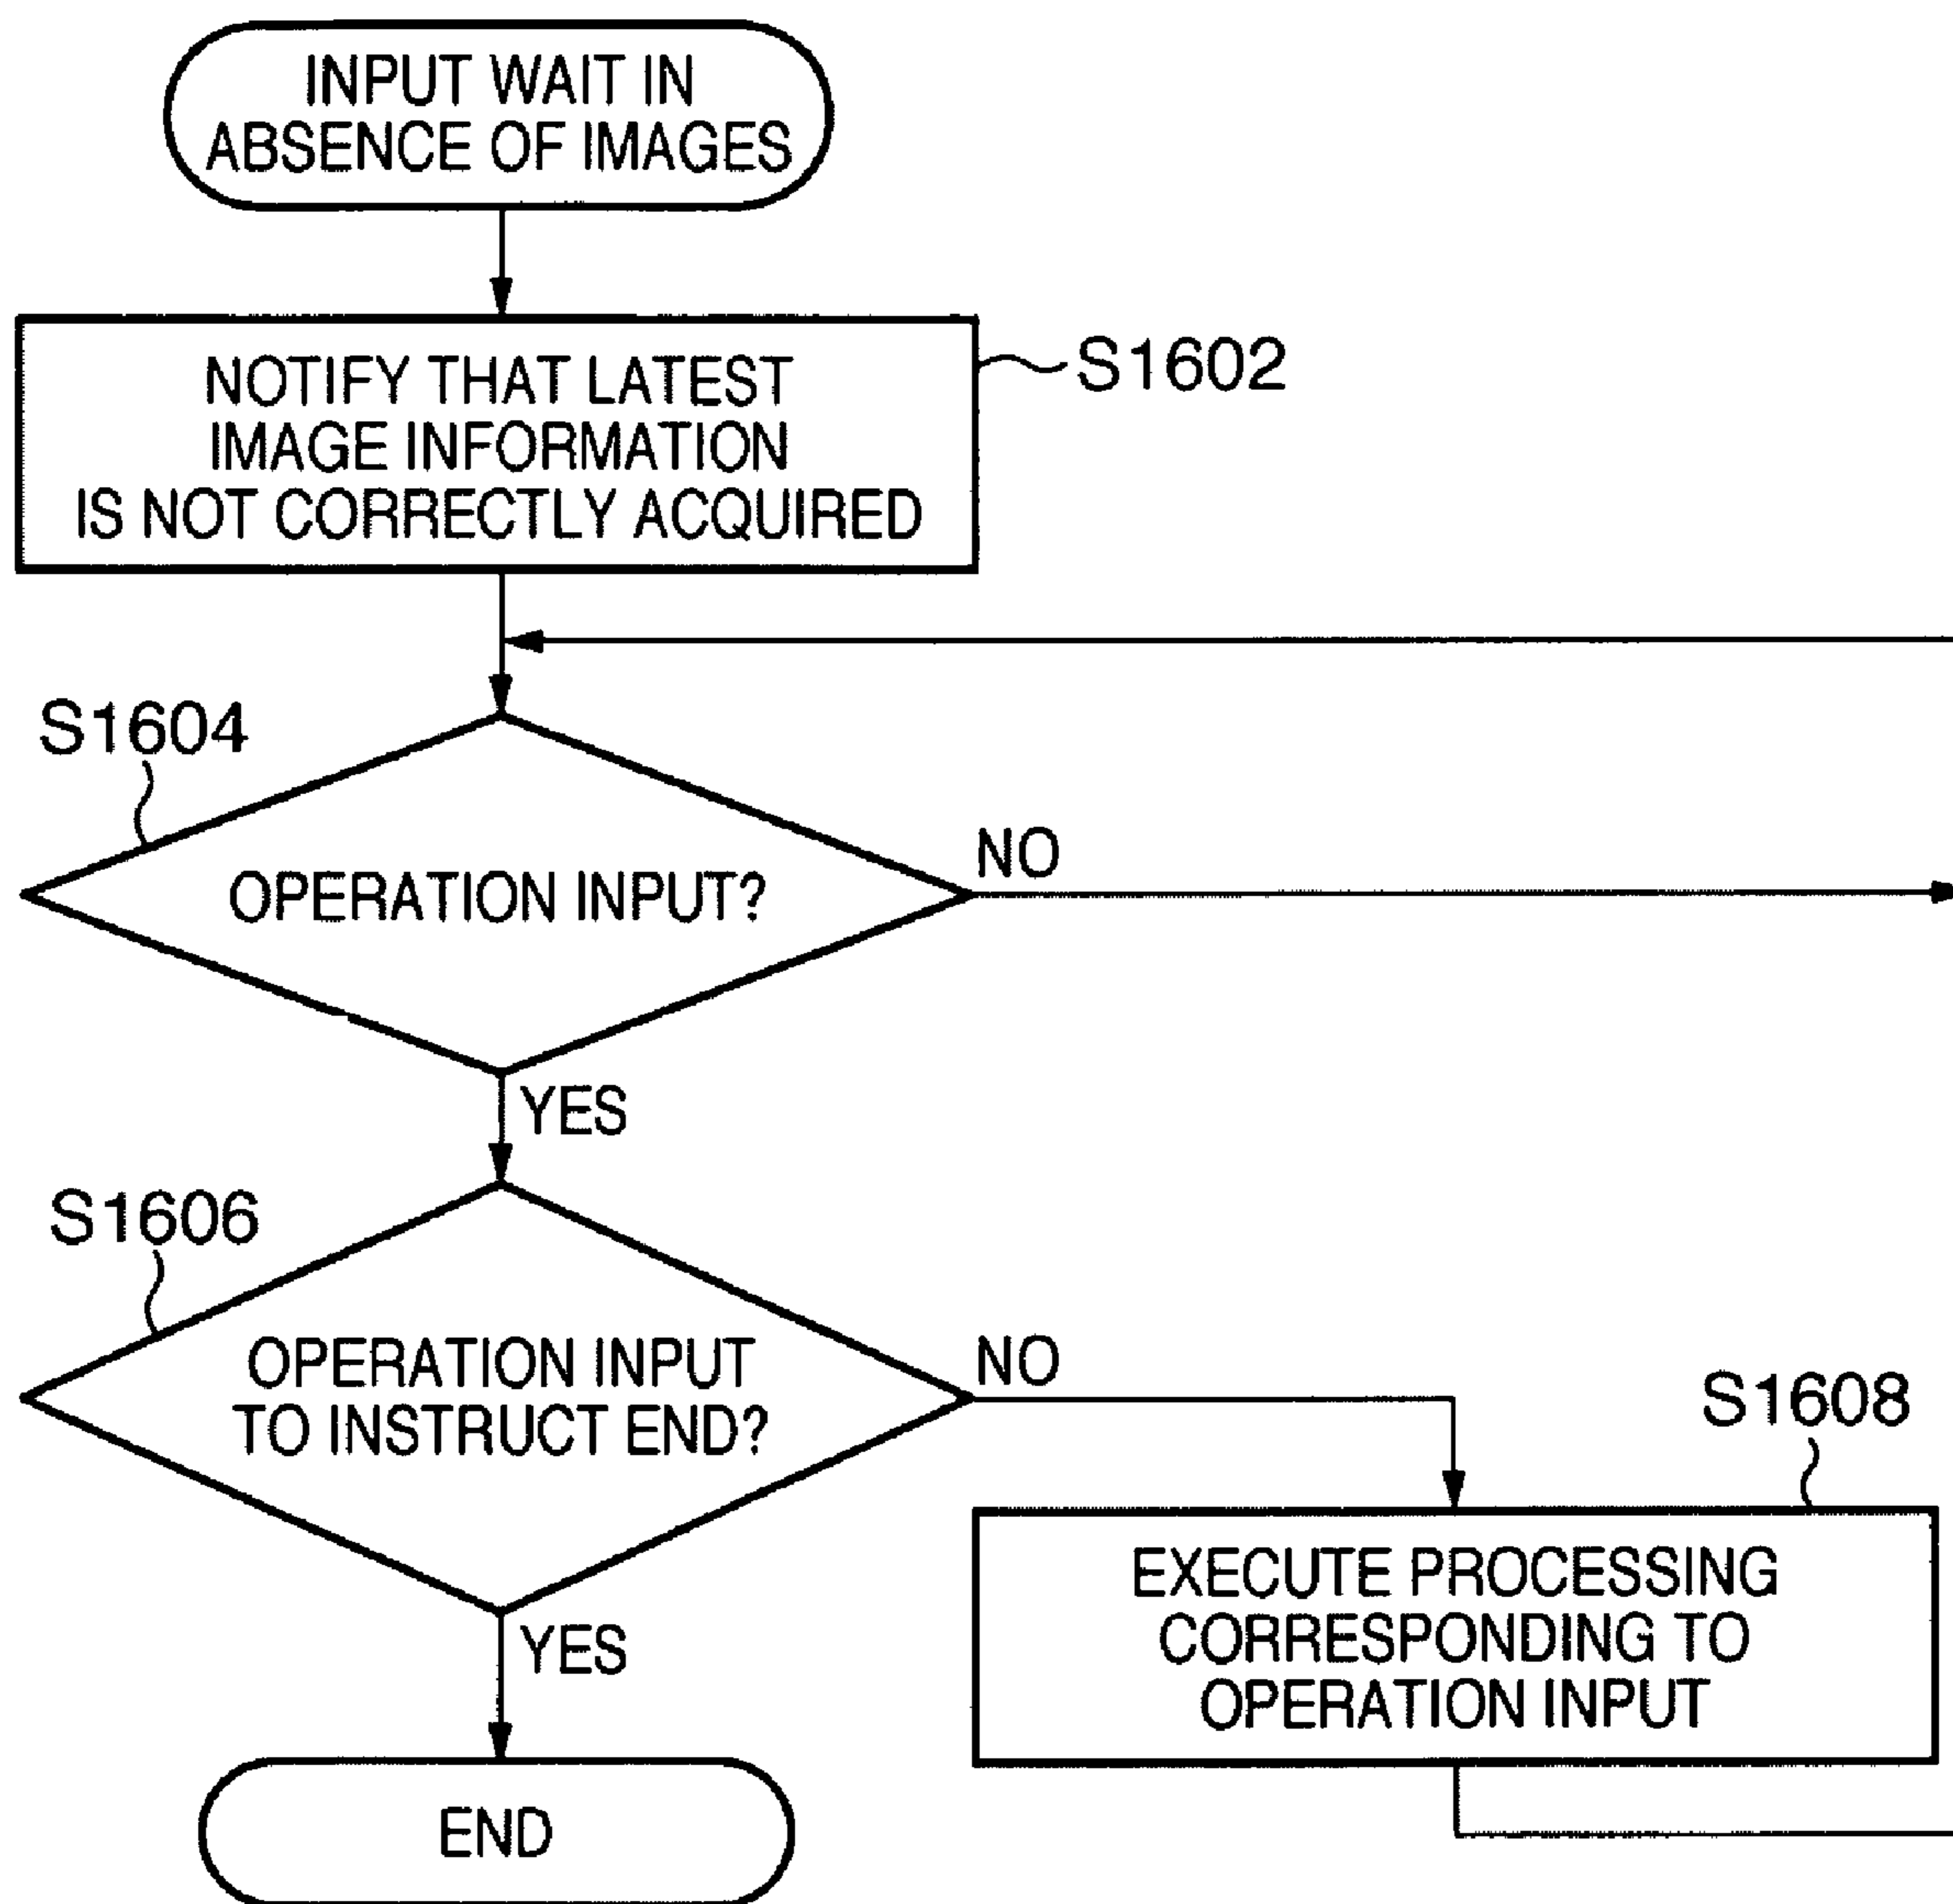 INPUT WAIT IN
ABSENCE OF IMAGES
NOTIFY THAT LATEST
IMAGE INFORMATION
IS NOT CORRECTLY ACQUIRED
S1602
S1604
OPERATION INPUT?
NO
YES
S1606
OPERATION INPUT
TO INSTRUCT END?
NO
S1608
EXECUTE PROCESSING
CORRESPONDING TO
OPERATION INPUT
YES
END